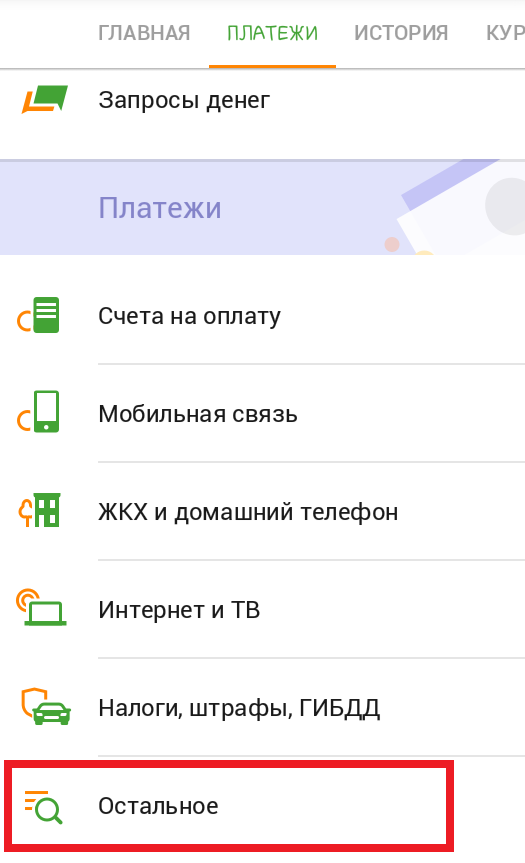 ГЛАВНАЯ ПЛАТЕЖИ ИСТОРИЯ КУР
Запросы денег
Платежи
Счета на оплату
Мобильная связь
ЖКХ и домашний телефон
Интернет и ТВ
Налоги, штрафы, ГИБДД
Остальное